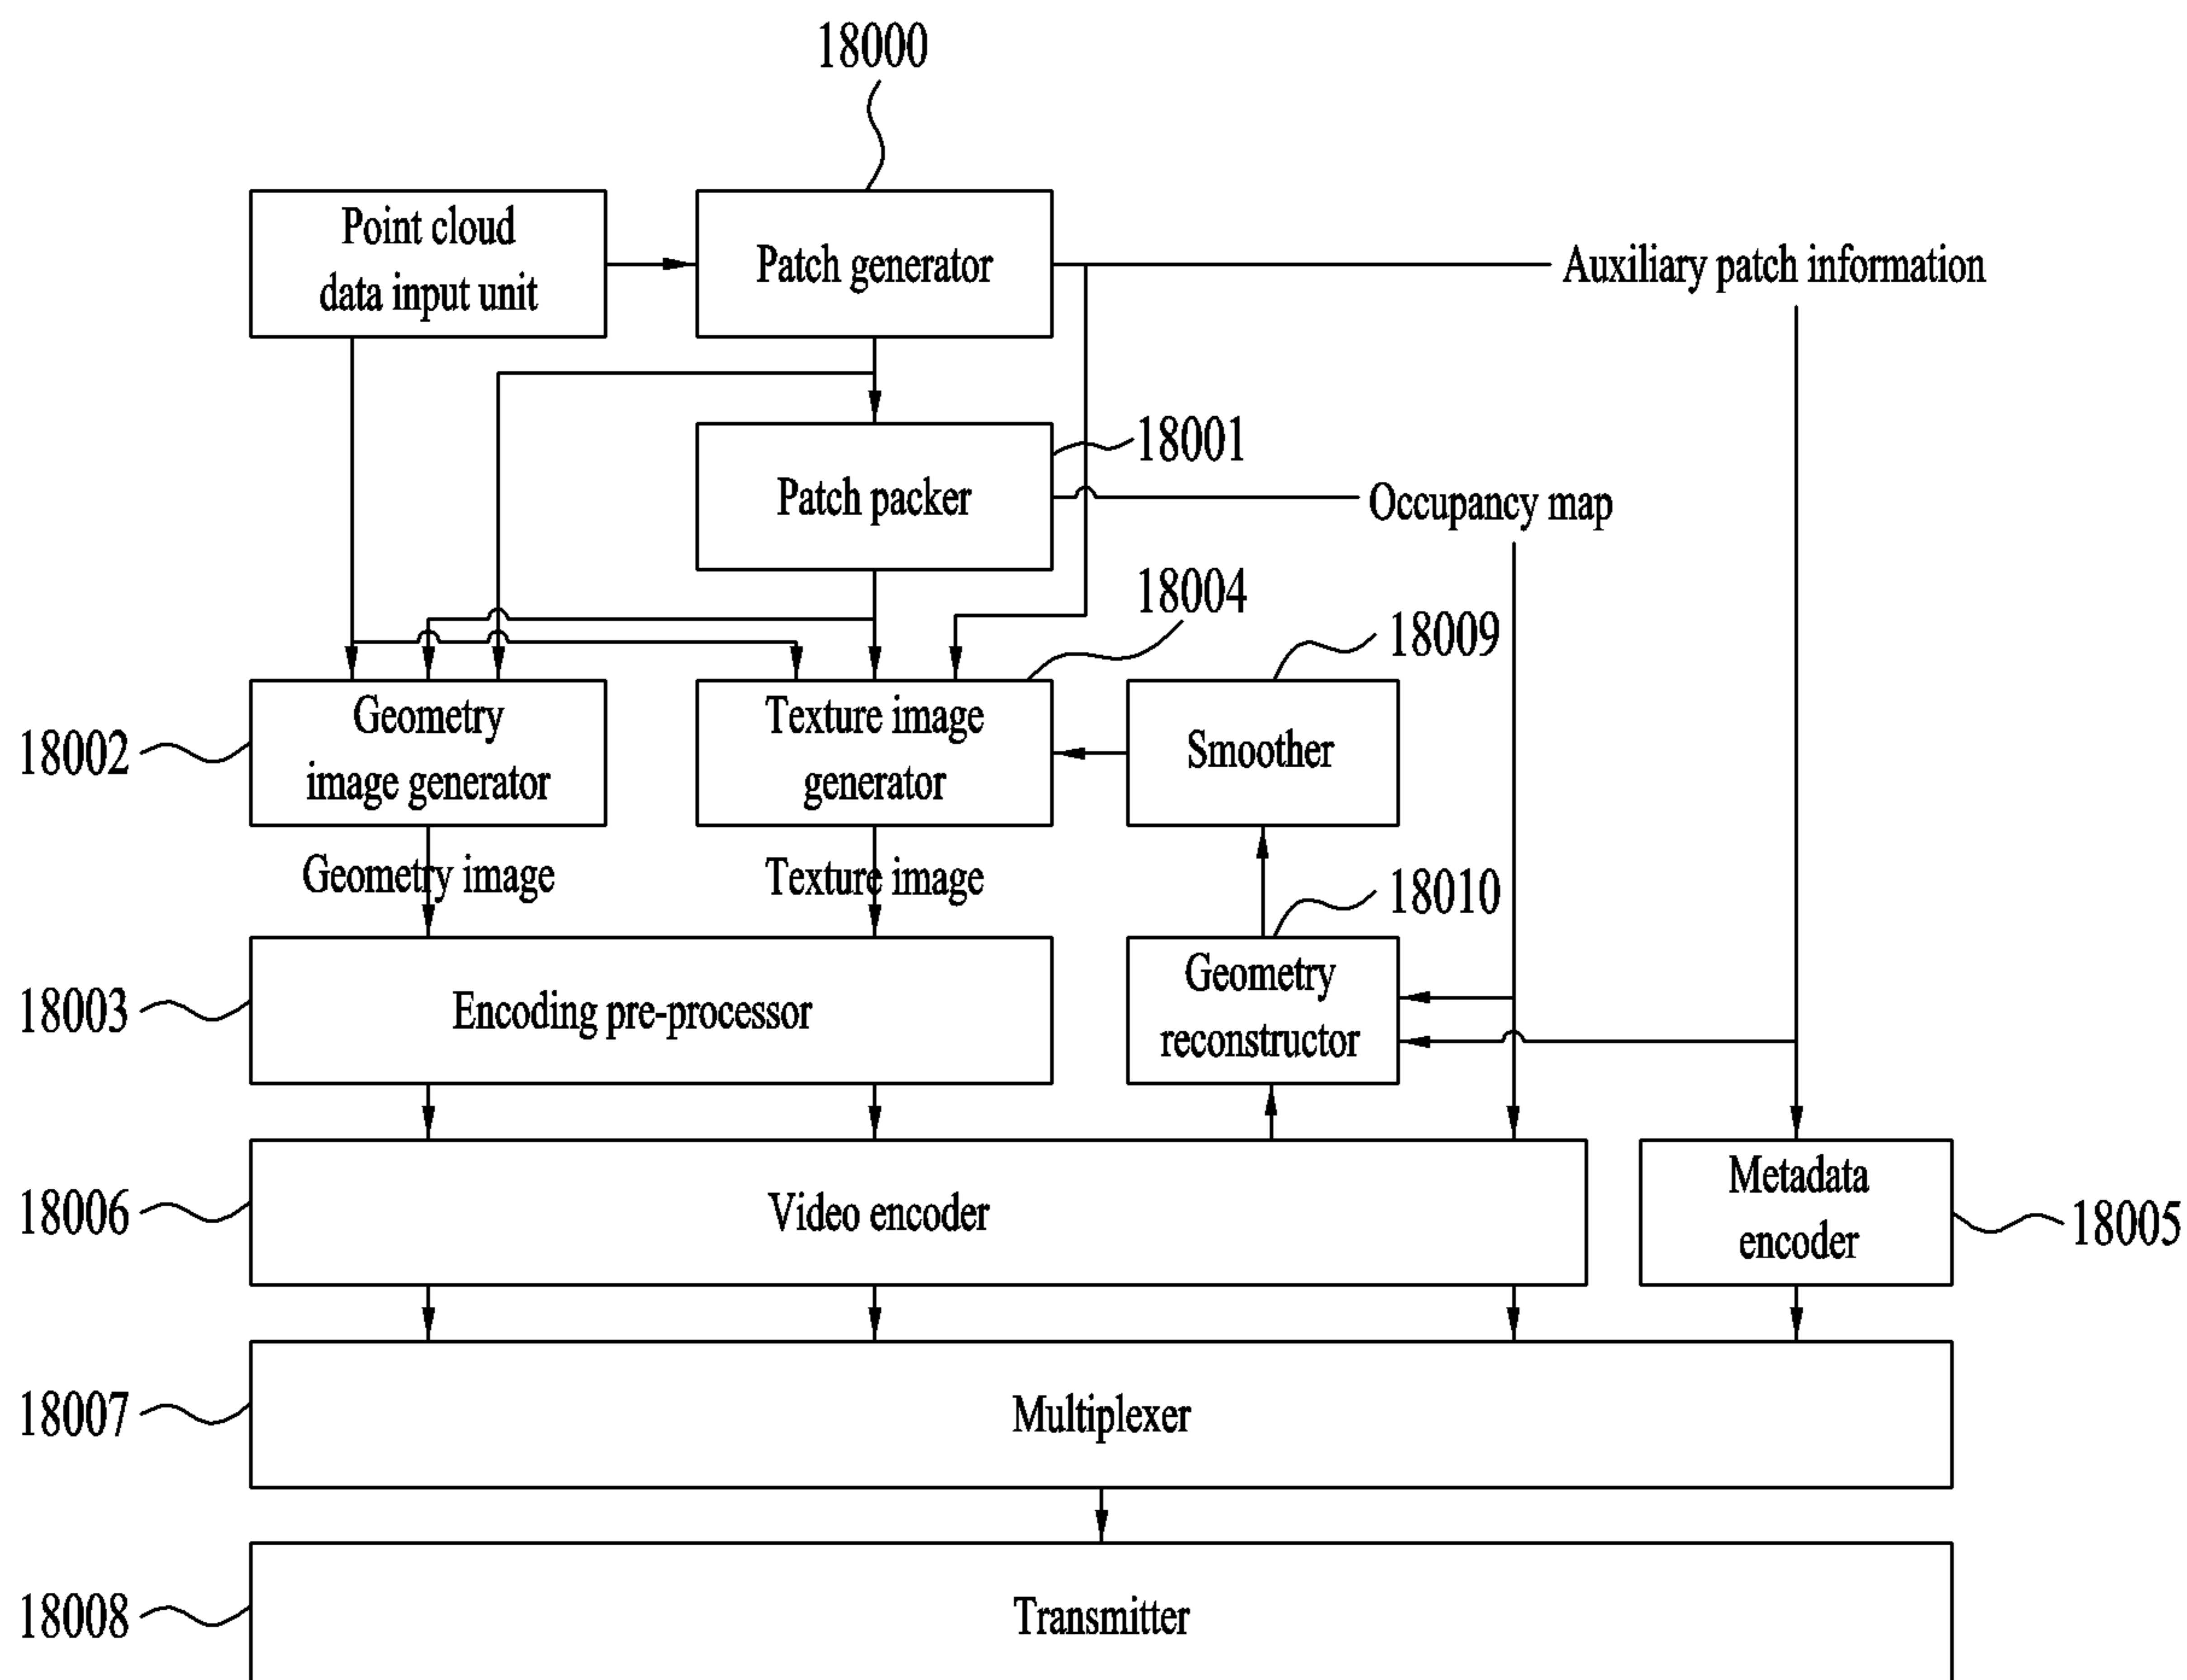 18000
Point cloud
data input unit
Patch generator
Auxiliary patch information
18001
Patch packer
Occupancy map
18004
18009
18002
Geometry
image generator
Texture image
generator
Smoother
Geometry image
Texture image
18010
18003
Encoding pre-processor
Geometry
reconstructor
18006
Video encoder
Metadata
encoder
18005
18007
Multiplexer
18008
Transmitter